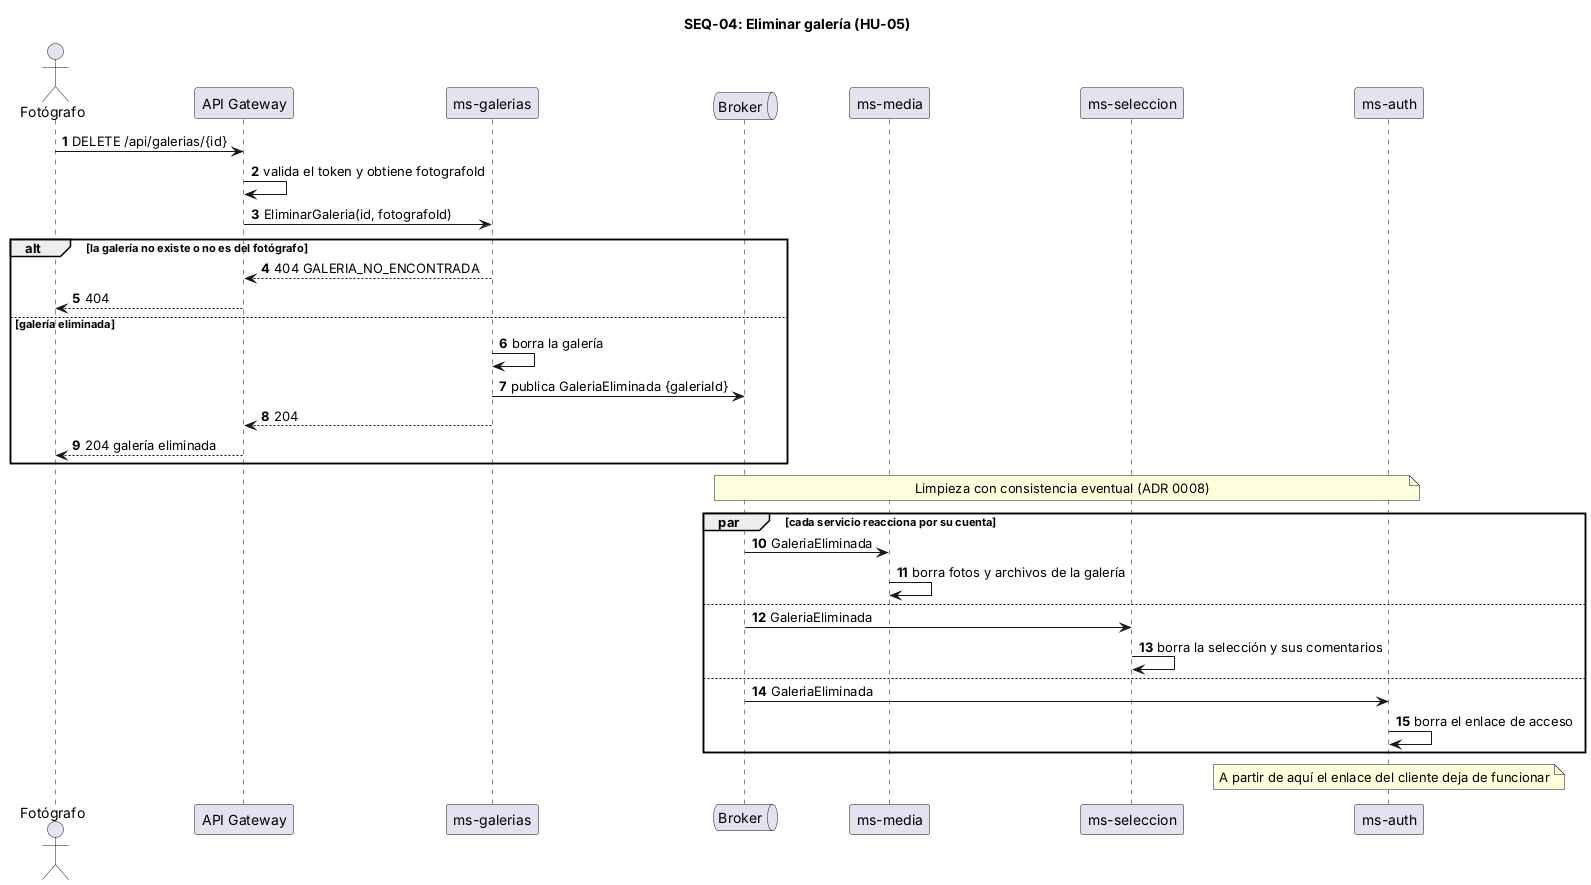 SEQ-04: Eliminar galería (HU-05)
Fotógrafo
API Gateway
ms-galerias
Broker
ms-media
ms-seleccion
ms-auth
1 DELETE /api/galerias/{id}
2 valida el token y obtiene fotografoId
3 EliminarGaleria(id, fotografoId)
alt [la galería no existe o no es del fotógrafo]
4 404 GALERIA_NO_ENCONTRADA
5 404
[galería eliminada]
6 borra la galería
7 publica GaleriaEliminada {galeriaId}
8 204
9 204 galería eliminada
Limpieza con consistencia eventual (ADR 0008)
par [cada servicio reacciona por su cuenta]
10 GaleriaEliminada
11 borra fotos y archivos de la galería
12 GaleriaEliminada
13 borra la selección y sus comentarios
14 GaleriaEliminada
15 borra el enlace de acceso
A partir de aquí el enlace del cliente deja de funcionar
Fotógrafo
API Gateway
ms-galerias
Broker
ms-media
ms-seleccion
ms-auth